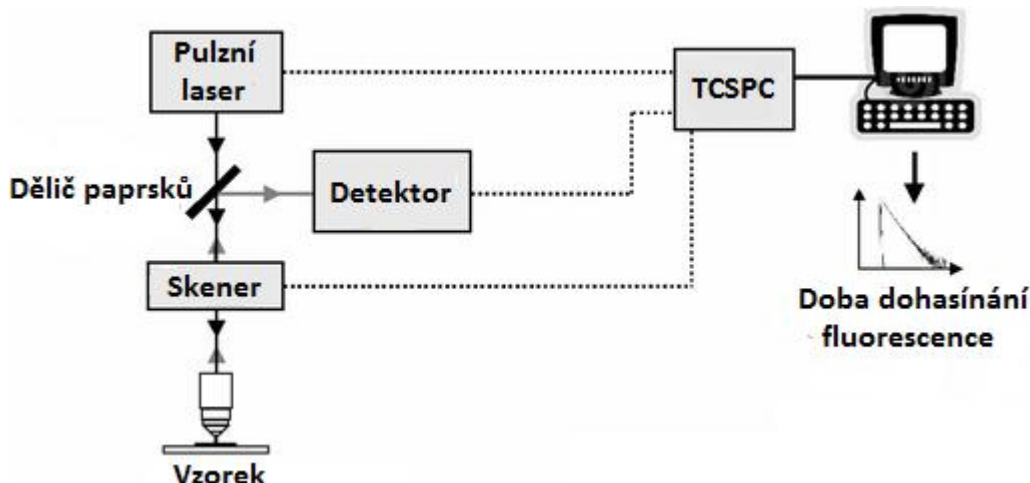 Pulzní
laser
TCSPC
Dělič paprsků
Detektor
Skener
Doba dohasínání
fluorescence
Vzorek